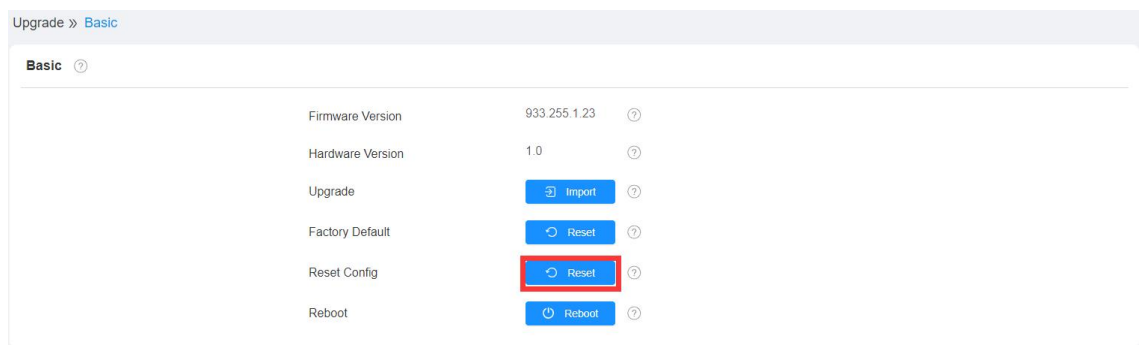 Upgrade » Basic
Basic ?
Firmware Version 933.255.1.23 ?
Hardware Version 1.0 ?
Upgrade Import ?
Factory Default Reset ?
Reset Config Reset ?
Reboot Reboot ?